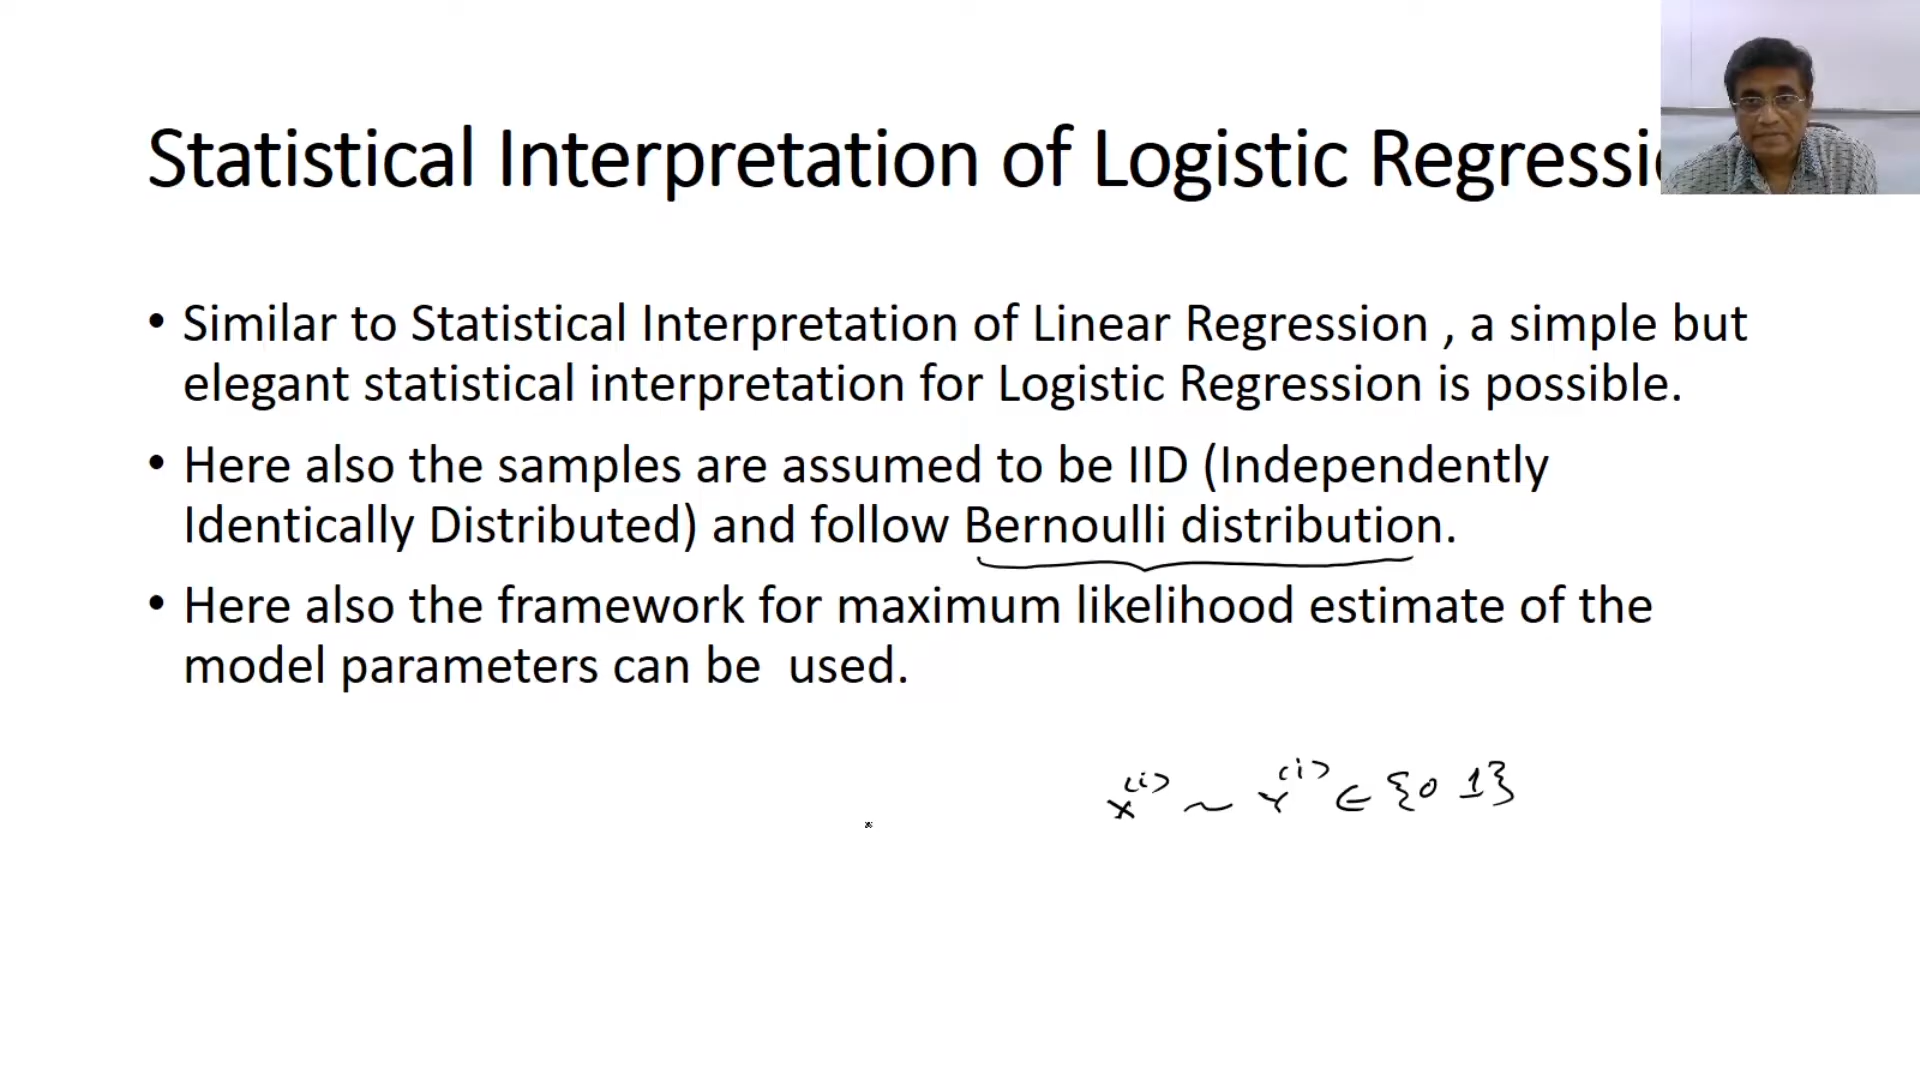 Statistical Interpretation of Logistic Regressi
• Similar to Statistical Interpretation of Linear Regression , a simple but
elegant statistical interpretation for Logistic Regression is possible.
• Here also the samples are assumed to be IID (Independently
Identically Distributed) and follow Bernoulli distribution.
• Here also the framework for maximum likelihood estimate of the
model parameters can be  used.
x^(i) ~ Y^(i) ∈ {0 1}